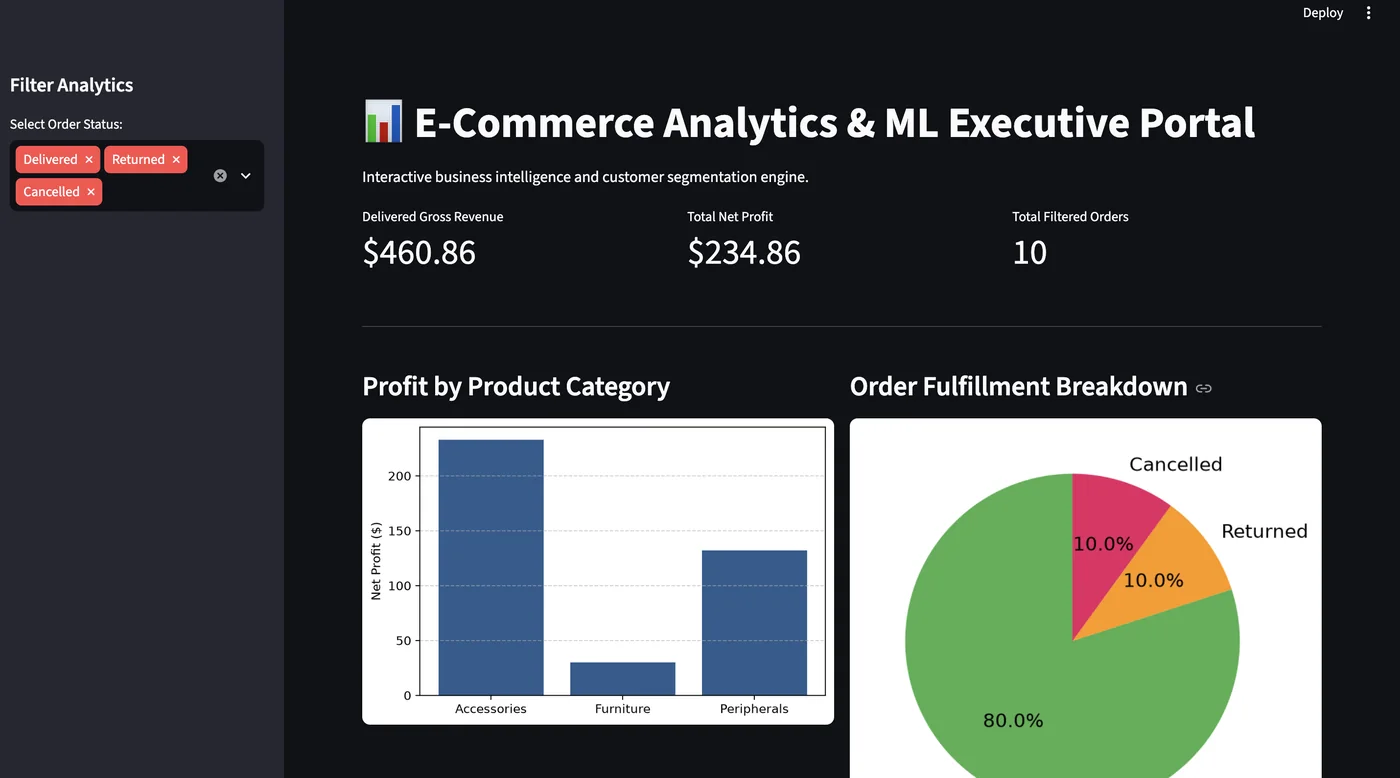 Deploy
Filter Analytics
Select Order Status:
Delivered
Returned
Cancelled
📊 E-Commerce Analytics & ML Executive Portal
Interactive business intelligence and customer segmentation engine.
Delivered Gross Revenue
$460.86
Total Net Profit
$234.86
Total Filtered Orders
10
Profit by Product Category
Net Profit ($)
200
150
100
50
0
Accessories
Furniture
Peripherals
Order Fulfillment Breakdown
Cancelled
Returned
10.0%
10.0%
80.0%